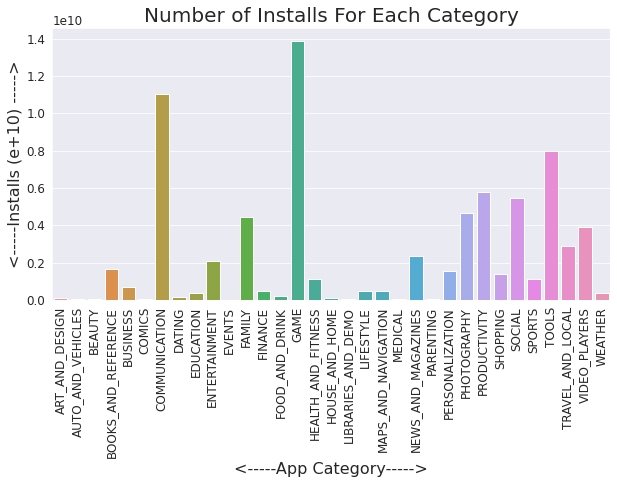 Number of Installs For Each Category
1e10
1.4
1.2
1.0
0.8
0.6
0.4
0.2
0.0
<-----Installs (e+10) ----->
ART_AND_DESIGN
AUTO_AND_VEHICLES
BEAUTY
BOOKS_AND_REFERENCE
BUSINESS
COMICS
COMMUNICATION
DATING
EDUCATION
ENTERTAINMENT
EVENTS
FAMILY
FINANCE
FOOD_AND_DRINK
GAME
HEALTH_AND_FITNESS
HOUSE_AND_HOME
LIBRARIES_AND_DEMO
LIFESTYLE
MAPS_AND_NAVIGATION
MEDICAL
NEWS_AND_MAGAZINES
PARENTING
PERSONALIZATION
PHOTOGRAPHY
PRODUCTIVITY
SHOPPING
SOCIAL
SPORTS
TOOLS
TRAVEL_AND_LOCAL
VIDEO_PLAYERS
WEATHER
<-----App Category----->